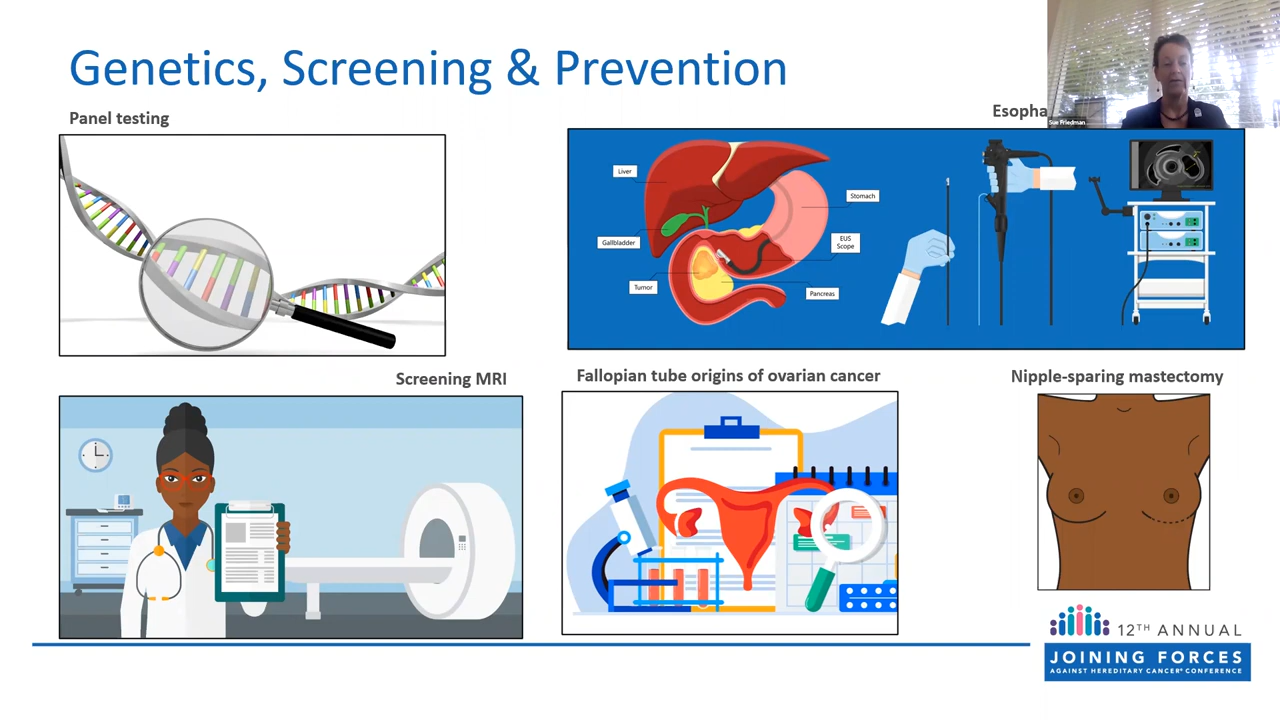 Genetics, Screening & Prevention
Panel testing
Esopha
Sue Friedman
Liver
Gallbladder
Tumor
Stomach
EUS
Scope
Pancreas
Screening MRI
Fallopian tube origins of ovarian cancer
Nipple-sparing mastectomy
12TH ANNUAL
JOINING FORCES
AGAINST HEREDITARY CANCER® CONFERENCE